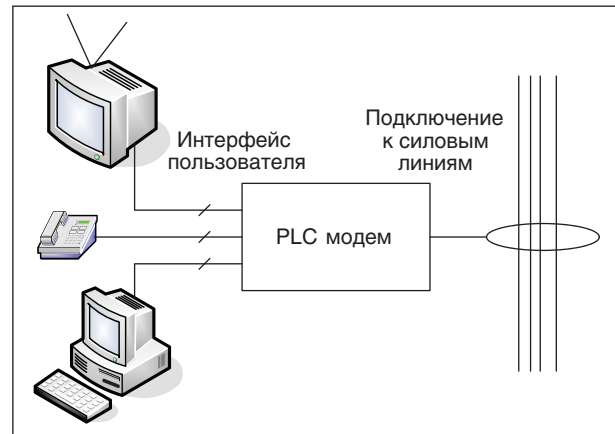 Интерфейс
пользователя
Подключение
к силовым
линиям
PLC модем